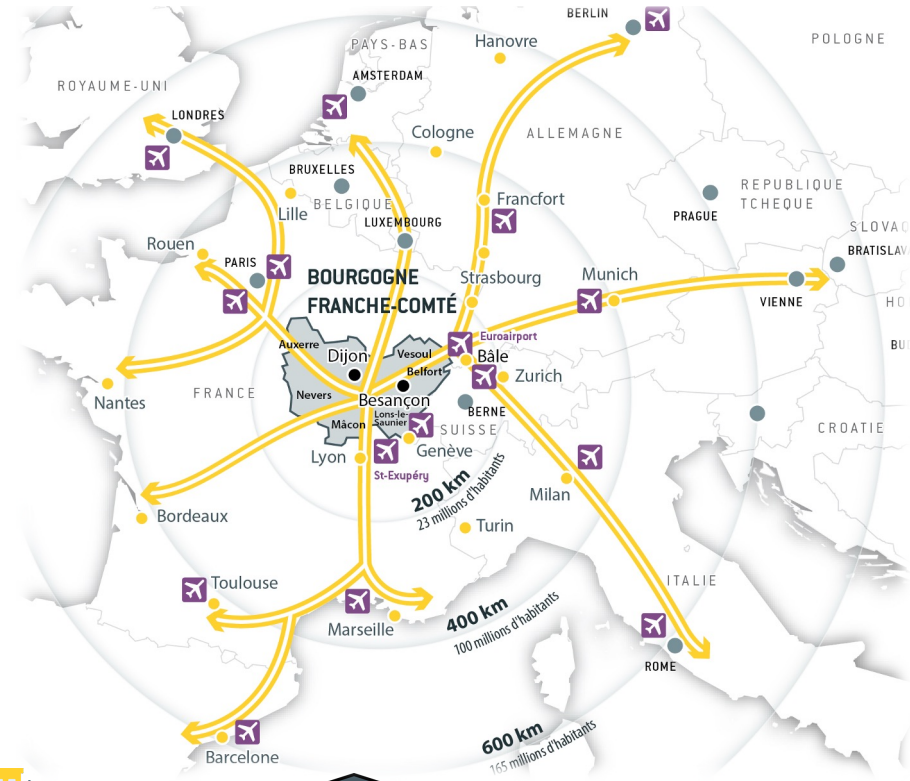 BERLIN
POLOGNE
Hanovre
PAYS-BAS
AMSTERDAM
ROYAUME-UNI
LONDRES
Cologne
ALLEMAGNE
BRUXELLES
BELGIQUE
Lille
LUXEMBOURG
Francfort
PRAGUE
REPUBLIQUE
TCHEQUE
SLOVAQ
BRATISLAVA
Rouen
PARIS
Strasbourg
Munich
VIENNE
HO
BU
BOURGOGNE
FRANCHE-COMTÉ
Euroairport
Auxerre
Dijon
Vesoul
Belfort
Bâle
Zurich
FRANCE
Nantes
Nevers
Besançon
BERNE
Mâcon
Lons-le-
Saunier
SUISSE
CROATIE
Lyon
Genève
St-Exupéry
200 km
23 millions d'habitants
Milan
Bordeaux
Turin
Toulouse
ITALIE
Marseille
400 km
100 millions d'habitants
ROME
600 km
165 millions d'habitants
Barcelone